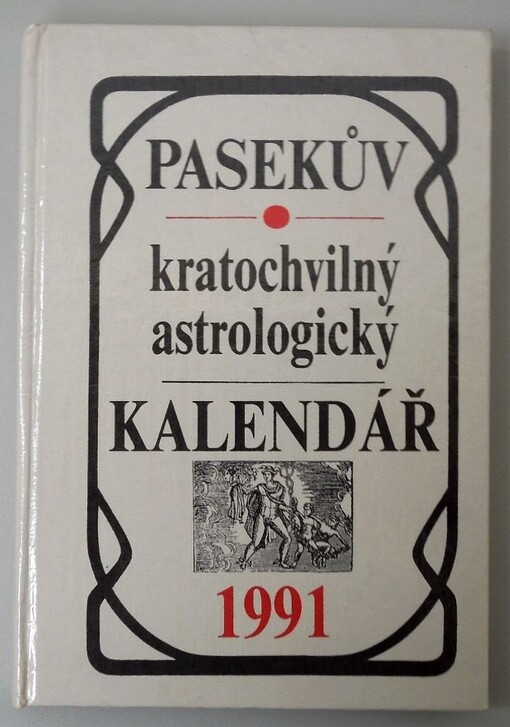 PASEKŮV
kratochvilný
astrologický
KALENDÁŘ
1991